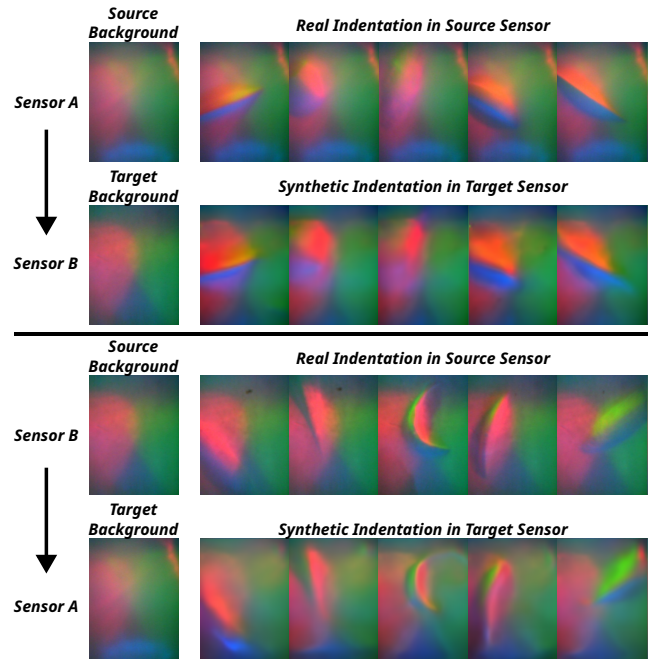 Source
Background
Real Indentation in Source Sensor
Sensor A
Target
Background
Synthetic Indentation in Target Sensor
Sensor B
Source
Background
Real Indentation in Source Sensor
Sensor B
Target
Background
Synthetic Indentation in Target Sensor
Sensor A